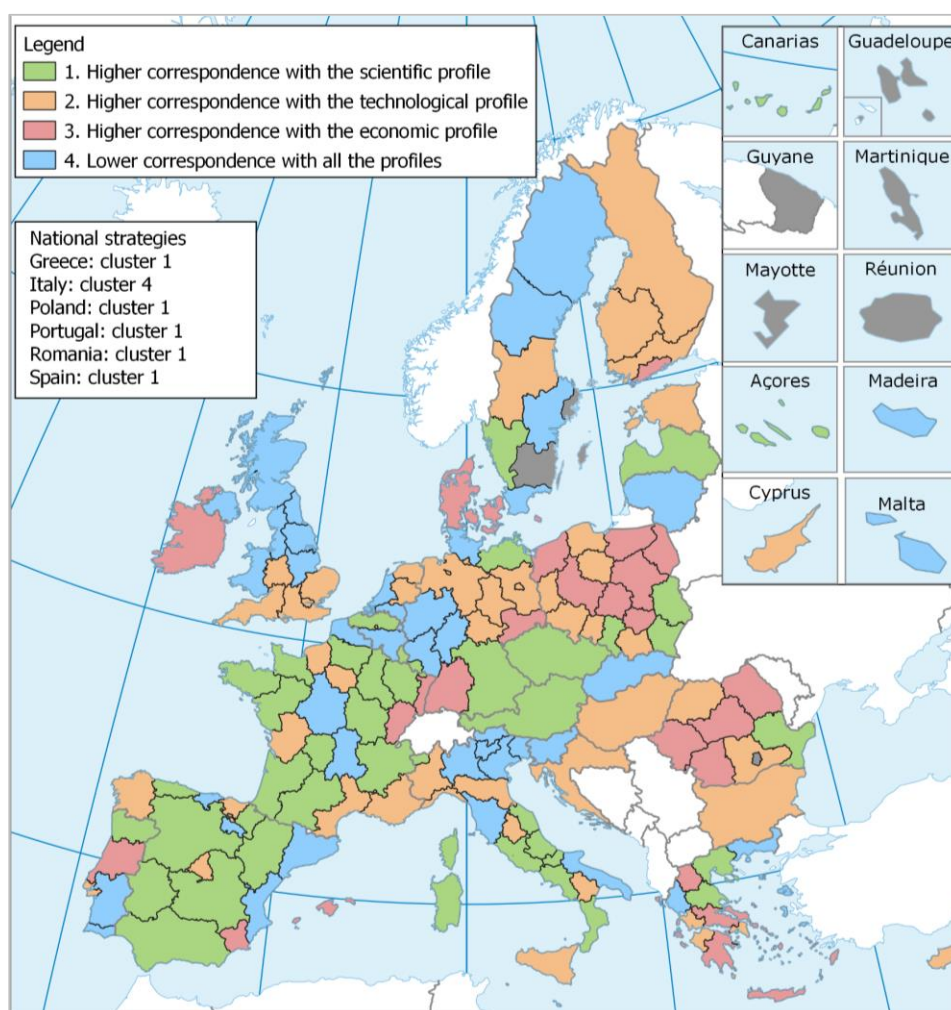 Legend
1. Higher correspondence with the scientific profile
2. Higher correspondence with the technological profile
3. Higher correspondence with the economic profile
4. Lower correspondence with all the profiles
National strategies
Greece: cluster 1
Italy: cluster 4
Poland: cluster 1
Portugal: cluster 1
Romania: cluster 1
Spain: cluster 1
Canarias
Guadeloupe
Guyane
Martinique
Mayotte
Réunion
Açores
Madeira
Cyprus
Malta